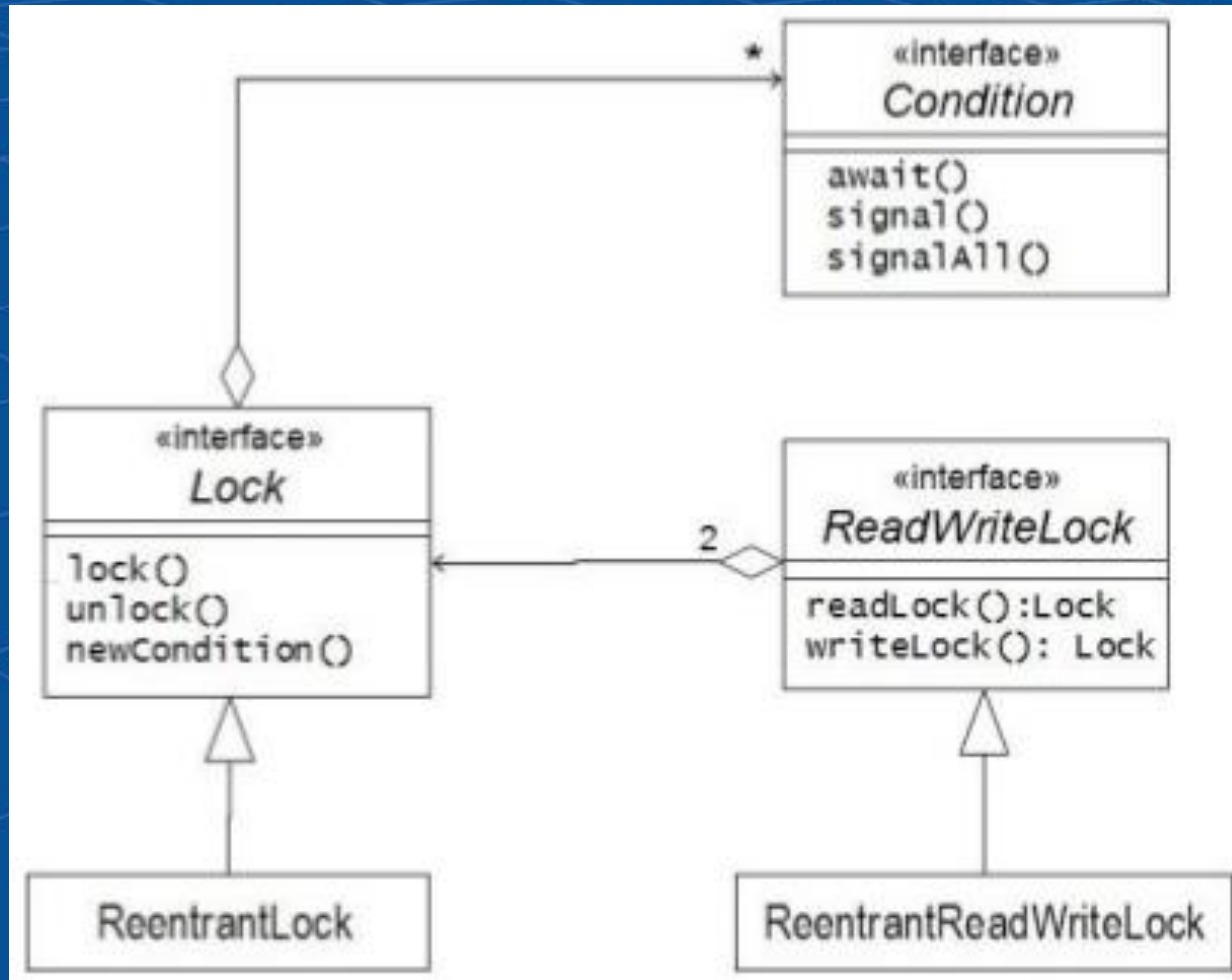 *
«interface»
Condition
await()
signal()
signalAll()
«interface»
Lock
lock()
unlock()
newCondition()
2
«interface»
ReadWriteLock
readLock():Lock
writeLock(): Lock
ReentrantLock
ReentrantReadWriteLock